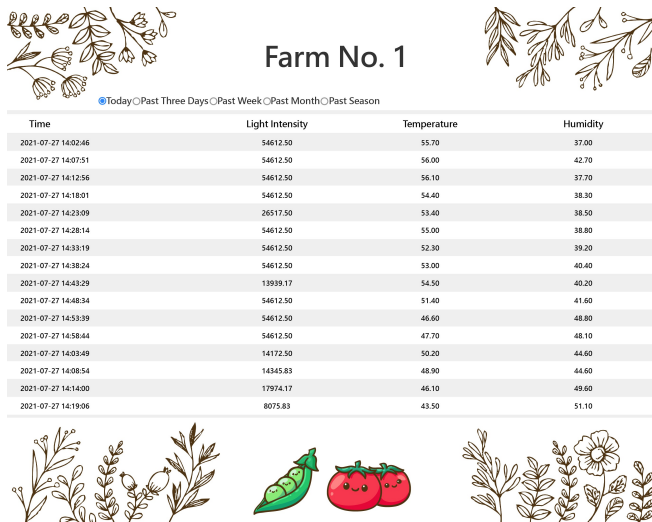 Farm No. 1
Today Past Three Days Past Week Past Month Past Season
Time Light Intensity Temperature Humidity
2021-07-27 14:02:46 54612.50 55.70 37.00
2021-07-27 14:07:51 54612.50 56.00 42.70
2021-07-27 14:12:56 54612.50 56.10 37.70
2021-07-27 14:18:01 54612.50 54.40 38.30
2021-07-27 14:23:09 26517.50 53.40 38.50
2021-07-27 14:28:14 54612.50 55.00 38.80
2021-07-27 14:33:19 54612.50 52.30 39.20
2021-07-27 14:38:24 54612.50 53.00 40.40
2021-07-27 14:43:29 13939.17 54.50 40.20
2021-07-27 14:48:34 54612.50 51.40 41.60
2021-07-27 14:53:39 54612.50 46.60 48.80
2021-07-27 14:58:44 54612.50 47.70 48.10
2021-07-27 14:03:49 14172.50 50.20 44.60
2021-07-27 14:08:54 14345.83 48.90 44.60
2021-07-27 14:14:00 17974.17 46.10 49.60
2021-07-27 14:19:06 8075.83 43.50 51.10